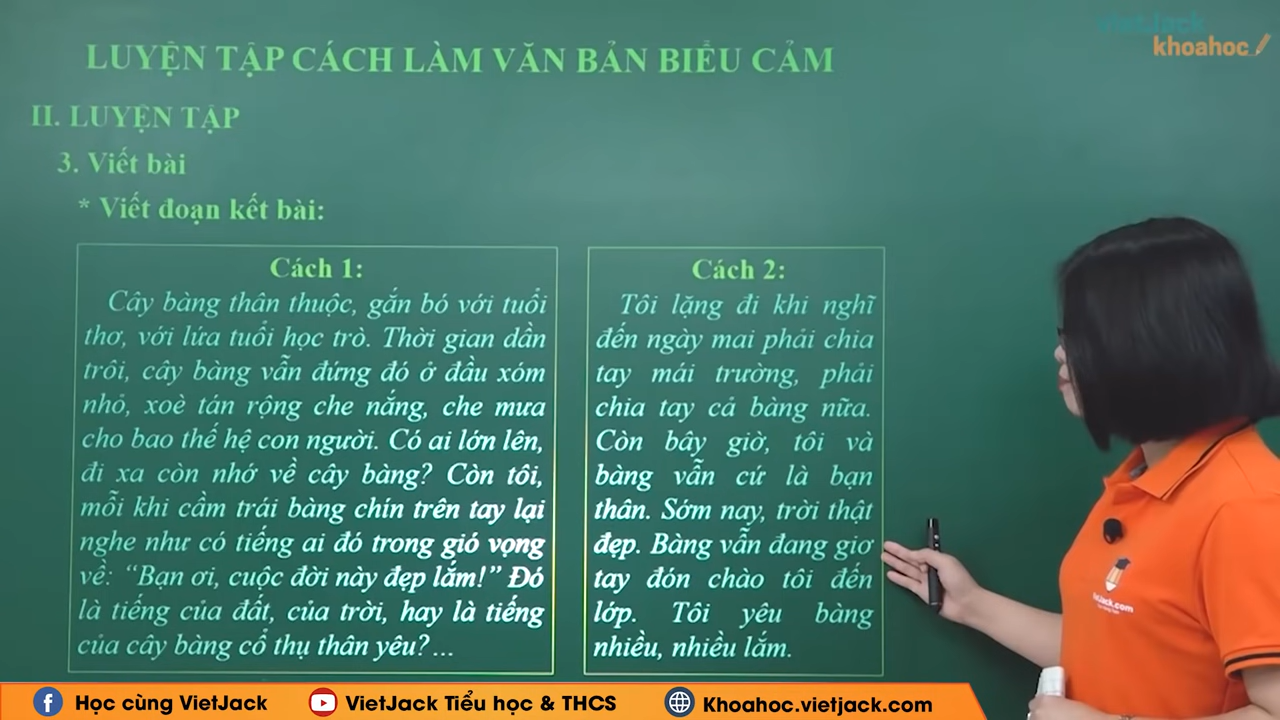 vietJack
khoahoc
LUYỆN TẬP CÁCH LÀM VĂN BẢN BIỂU CẢM
II. LUYỆN TẬP
3. Viết bài
* Viết đoạn kết bài:
Cách 1:
Cây bàng thân thuộc, gắn bó với tuổi
thơ, với lứa tuổi học trò. Thời gian dần
trôi, cây bàng vẫn đứng đó ở đầu xóm
nhỏ, xoè tán rộng che nắng, che mưa
cho bao thế hệ con người. Có ai lớn lên,
đi xa còn nhớ về cây bàng? Còn tôi,
mỗi khi cầm trái bàng chín trên tay lại
nghe như có tiếng ai đó trong gió vọng
về: “Bạn ơi, cuộc đời này đẹp lắm!” Đó
là tiếng của đất, của trời, hay là tiếng
của cây bàng cổ thụ thân yêu?...
Cách 2:
Tôi lặng đi khi nghĩ
đến ngày mai phải chia
tay mái trường, phải
chia tay cả bàng nữa.
Còn bây giờ, tôi và
bàng vẫn cứ là bạn
thân. Sớm nay, trời thật
đẹp. Bàng vẫn đang giơ
tay đón chào tôi đến
lớp. Tôi yêu bàng
nhiều, nhiều lắm.
VietJack.com
Học cùng VietJack
VietJack Tiểu học & THCS
Khoahoc.vietjack.com